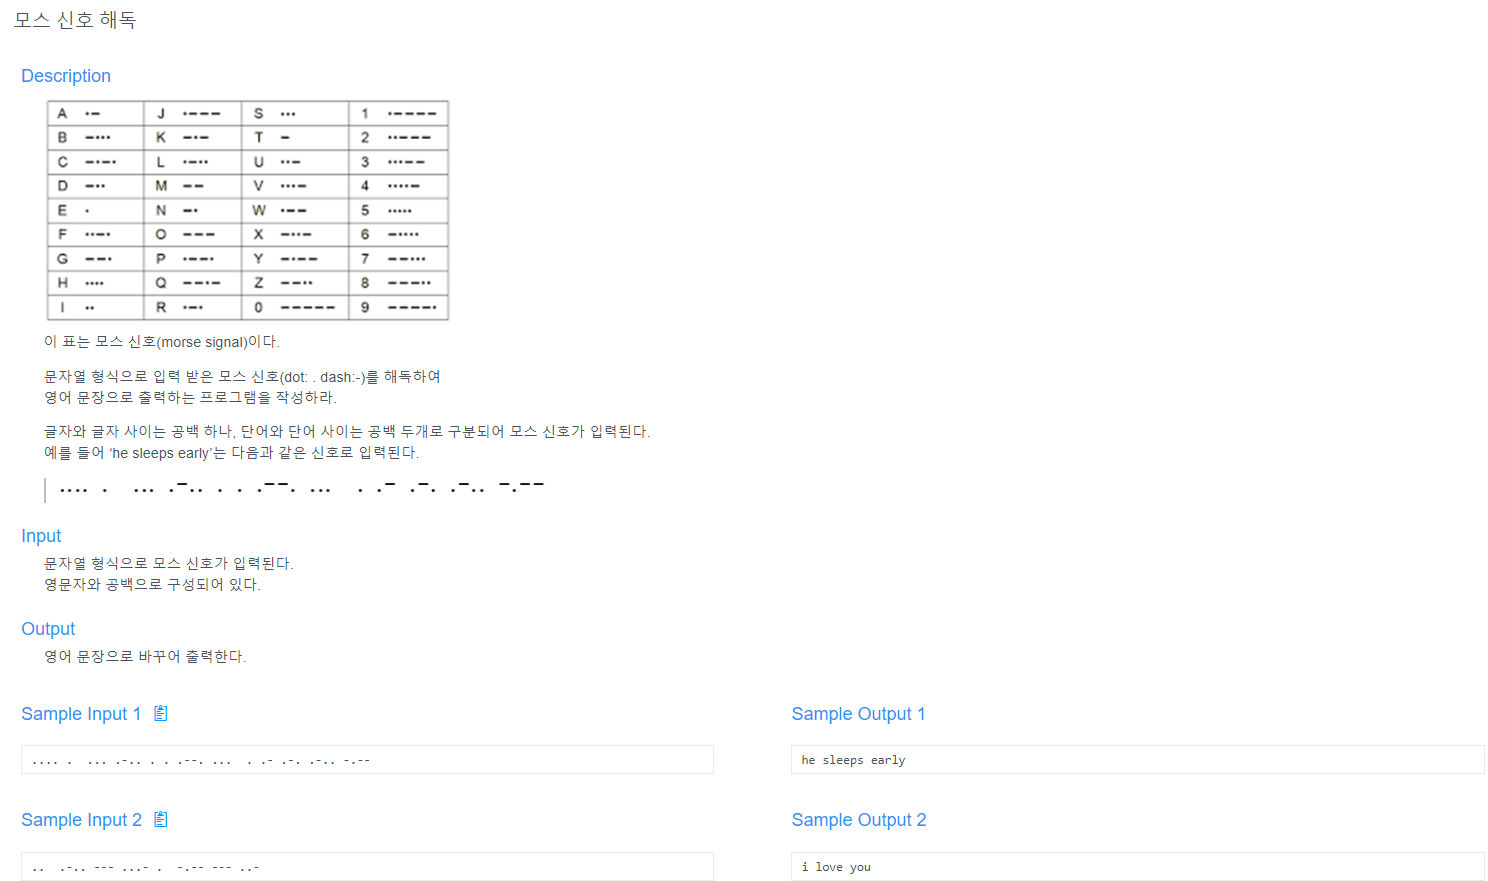 모스 신호 해독
Description
A •− J •−−− S ••• 1 •−−−−
B −••• K −•− T − 2 ••−−−
C −•−• L •−•• U ••− 3 •••−−
D −•• M −− V •••− 4 ••••−
E • N −• W •−− 5 •••••
F ••−• O −−− X −••− 6 −••••
G −−• P •−−• Y −•−− 7 −−•••
H •••• Q −−•− Z −−•• 8 −−−••
I •• R •−• 0 −−−−− 9 −−−−•
이 표는 모스 신호(morse signal)이다.
문자열 형식으로 입력 받은 모스 신호(dot: . dash:-)를 해독하여
영어 문장으로 출력하는 프로그램을 작성하라.
글자와 글자 사이는 공백 하나, 단어와 단어 사이는 공백 두개로 구분되어 모스 신호가 입력된다.
예를 들어 ‘he sleeps early’는 다음과 같은 신호로 입력된다.
.... .  ... .-.. . . .--. ...  . .- .-. .-.. -.--
Input
문자열 형식으로 모스 신호가 입력된다.
영문자와 공백으로 구성되어 있다.
Output
영어 문장으로 바꾸어 출력한다.
Sample Input 1
.... .  ... .-.. . . .--. ...  . .- .-. .-.. -.--
Sample Output 1
he sleeps early
Sample Input 2
..  .-.. --- ...- .  -.-- --- ..-
Sample Output 2
i love you